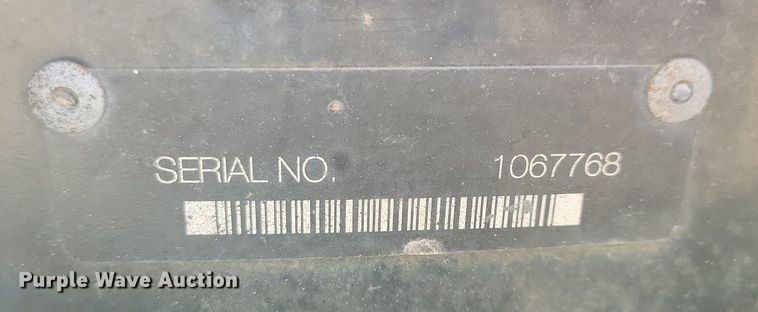 SERIAL NO. 1067768
Purple Wave Auction